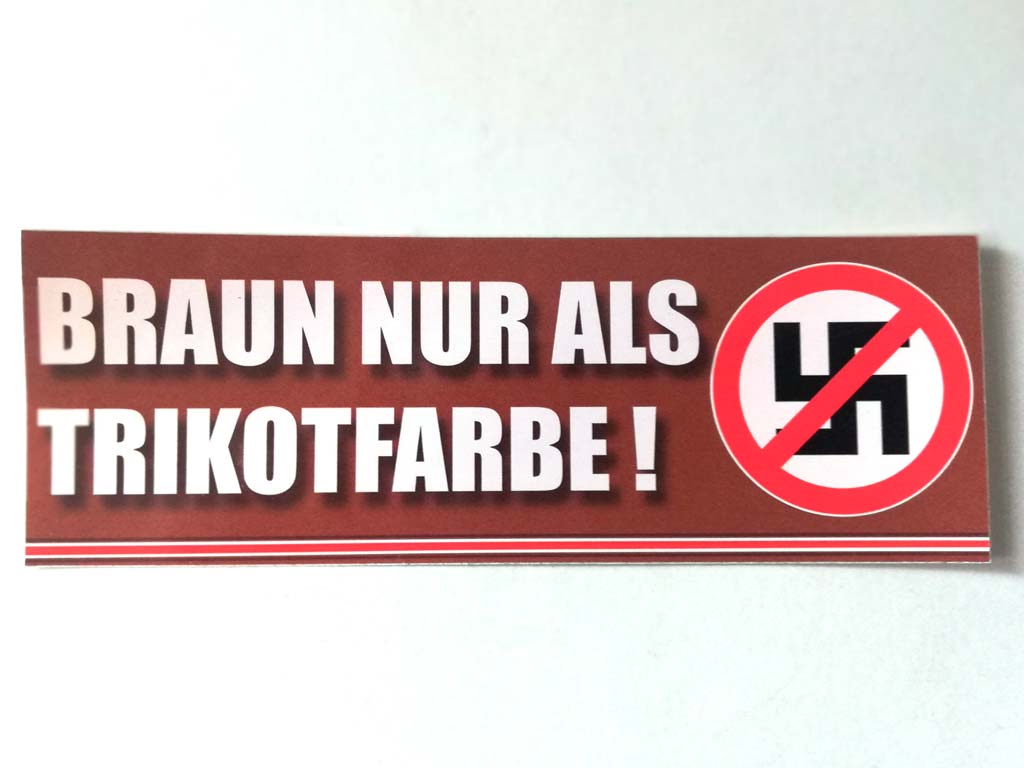 BRAUN NUR ALS
TRIKOTFARBE !